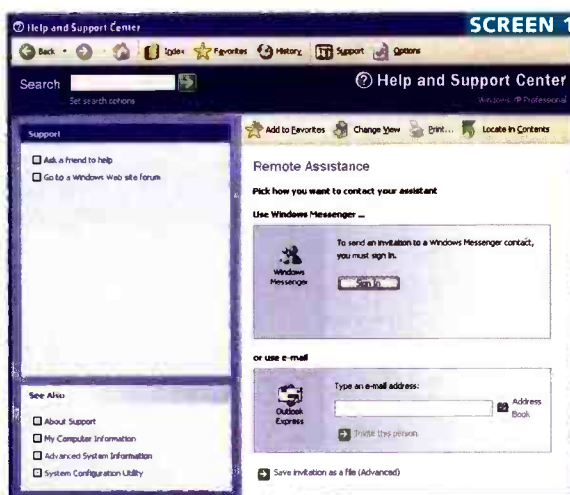 Help and Support Center
SCREEN 1
Back
Index
Favorites
History
Support
Options
Search
Set search options
Help and Support Center
Windows XP Professional
Support
Ask a friend to help
Go to a Windows Web site forum
See Also
About Support
My Computer Information
Advanced System Information
System Configuration Utility
Add to Favorites
Change View
Print...
Locate in Contents
Remote Assistance
Pick how you want to contact your assistant
Use Windows Messenger ...
Windows
Messenger
To send an invitation to a Windows Messenger contact,
you must sign in.
Sign In
or use e-mail
Outlook
Express
Type an e-mail address:
Address
Book
Invite this person
Save invitation as a file (Advanced)